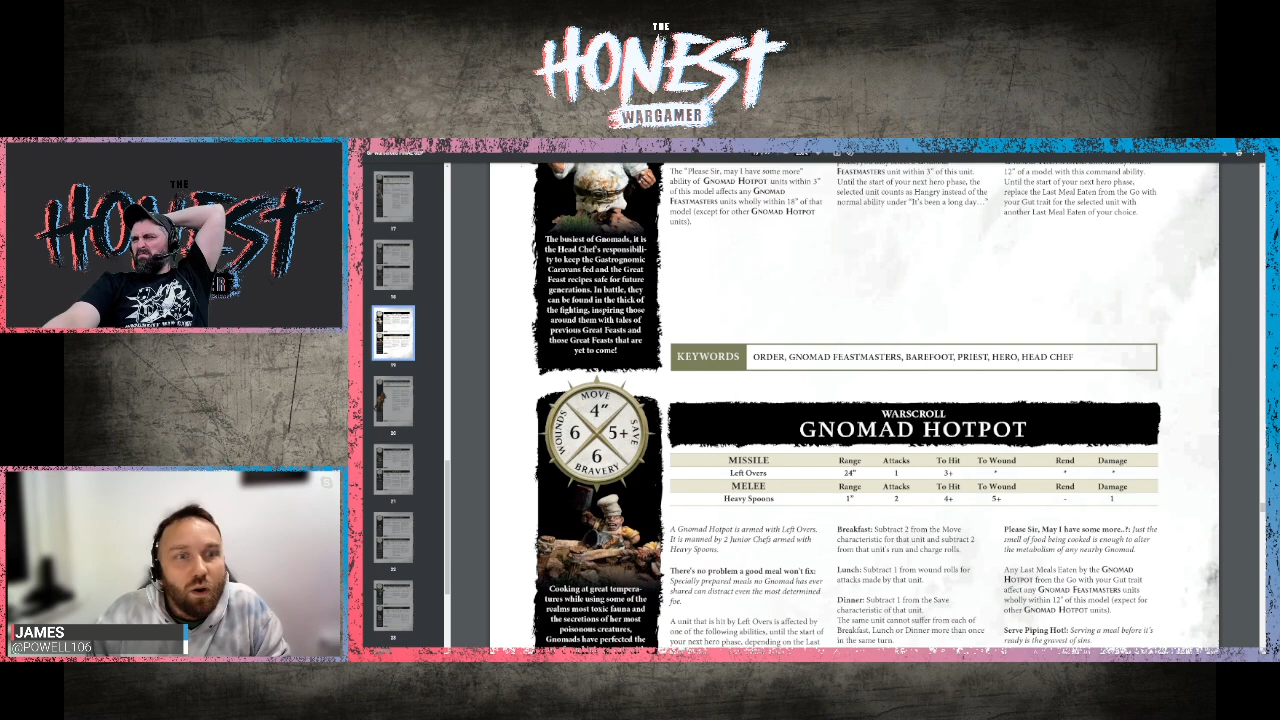 THE
HONEST
WARGAMER
THE
HONEST
JAMES
@POWELL106
17
18
19
20
21
22
23
The "Please Sir, may I have some more"
ability of GNOMAD HOTPOT units within 3"
of this model affects any GNOMAD
FEASTMASTERS units wholly within 18" of that
model (except for other GNOMAD HOTPOT
units).
FEASTMASTERS unit within 3" of this unit.
Until the start of your next hero phase, the
selected unit counts as Hungry instead of the
normal ability under "It's been a long day…"
12" of a model with this command ability.
Until the start of your next hero phase,
replace the Last Meal Eaten from the Go with
your Gut trait for the selected unit with
another Last Meal Eaten of your choice.
The busiest of Gnomads, it is
the Head Chef's responsibili-
ty to keep the Gastrognomic
Caravans fed and the Great
Feast recipes safe for future
generations. In battle, they
can be found in the thick of
the fighting, inspiring those
around them with tales of
previous Great Feasts and
those Great Feasts that are
yet to come!
KEYWORDS ORDER, GNOMAD FEASTMASTERS, BAREFOOT, PRIEST, HERO, HEAD CHEF
MOVE
4"
WOUNDS 6 5+ SAVE
6
BRAVERY
WARSCROLL
GNOMAD HOTPOT
MISSILE Range Attacks To Hit To Wound Rend Damage
Left Overs 24" 1 3+ * * *
MELEE Range Attacks To Hit To Wound Rend Damage
Heavy Spoons 1" 2 4+ 5+ - 1
A Gnomad Hotpot is armed with Left Overs.
It is manned by 2 Junior Chefs armed with
Heavy Spoons.
There's no problem a good meal won't fix:
Specially prepared meals no Gnomad has ever
shared can distract even the most determined
foe.
A unit that is hit by Left Overs is affected by
one of the following abilities, until the start of
your next hero phase, depending on the Last
Breakfast: Subtract 2 from the Move
characteristic for that unit and subtract 2
from that unit's run and charge rolls.
Lunch: Subtract 1 from wound rolls for
attacks made by that unit.
Dinner: Subtract 1 from the Save
characteristic of that unit.
The same unit cannot suffer from each of
Breakfast, Lunch or Dinner more than once
in the same turn.
Please Sir, May I have some more..?: Just the
smell of food being cooked is enough to alter
the metabolism of any nearby Gnomad.
Any Last Meals Eaten by the GNOMAD
HOTPOT from the Go with your Gut trait
affect any GNOMAD FEASTMASTERS units
wholly within 12" of this model (expect for
other GNOMAD HOTPOT units).
Serve Piping Hot!: Serving a meal before it's
ready is the gravest of sins.
Cooking at great tempera-
tures while using some of the
realms most toxic fauna and
the secretions of her most
poisonous creatures,
Gnomads have perfected the